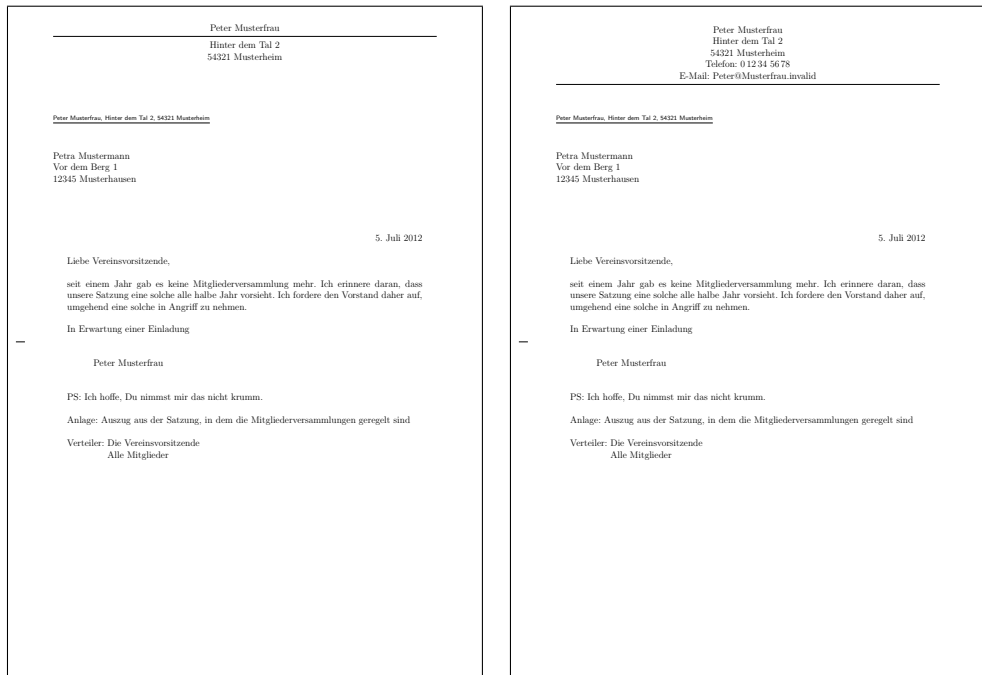 Peter Musterfrau
Hinter dem Tal 2
54321 Musterheim
Peter Musterfrau, Hinter dem Tal 2, 54321 Musterheim
Petra Mustermann
Vor dem Berg 1
12345 Musterhausen
5. Juli 2012
Liebe Vereinsvorsitzende,
seit einem Jahr gab es keine Mitgliederversammlung mehr. Ich erinnere daran, dass
unsere Satzung eine solche alle halbe Jahr vorsieht. Ich fordere den Vorstand daher auf,
umgehend eine solche in Angriff zu nehmen.
In Erwartung einer Einladung
Peter Musterfrau
PS: Ich hoffe, Du nimmst mir das nicht krumm.
Anlage: Auszug aus der Satzung, in dem die Mitgliederversammlungen geregelt sind
Verteiler: Die Vereinsvorsitzende
Alle Mitglieder
Peter Musterfrau
Hinter dem Tal 2
54321 Musterheim
Telefon: 0 12 34 56 78
E-Mail: Peter@Musterfrau.invalid
Peter Musterfrau, Hinter dem Tal 2, 54321 Musterheim
Petra Mustermann
Vor dem Berg 1
12345 Musterhausen
5. Juli 2012
Liebe Vereinsvorsitzende,
seit einem Jahr gab es keine Mitgliederversammlung mehr. Ich erinnere daran, dass
unsere Satzung eine solche alle halbe Jahr vorsieht. Ich fordere den Vorstand daher auf,
umgehend eine solche in Angriff zu nehmen.
In Erwartung einer Einladung
Peter Musterfrau
PS: Ich hoffe, Du nimmst mir das nicht krumm.
Anlage: Auszug aus der Satzung, in dem die Mitgliederversammlungen geregelt sind
Verteiler: Die Vereinsvorsitzende
Alle Mitglieder